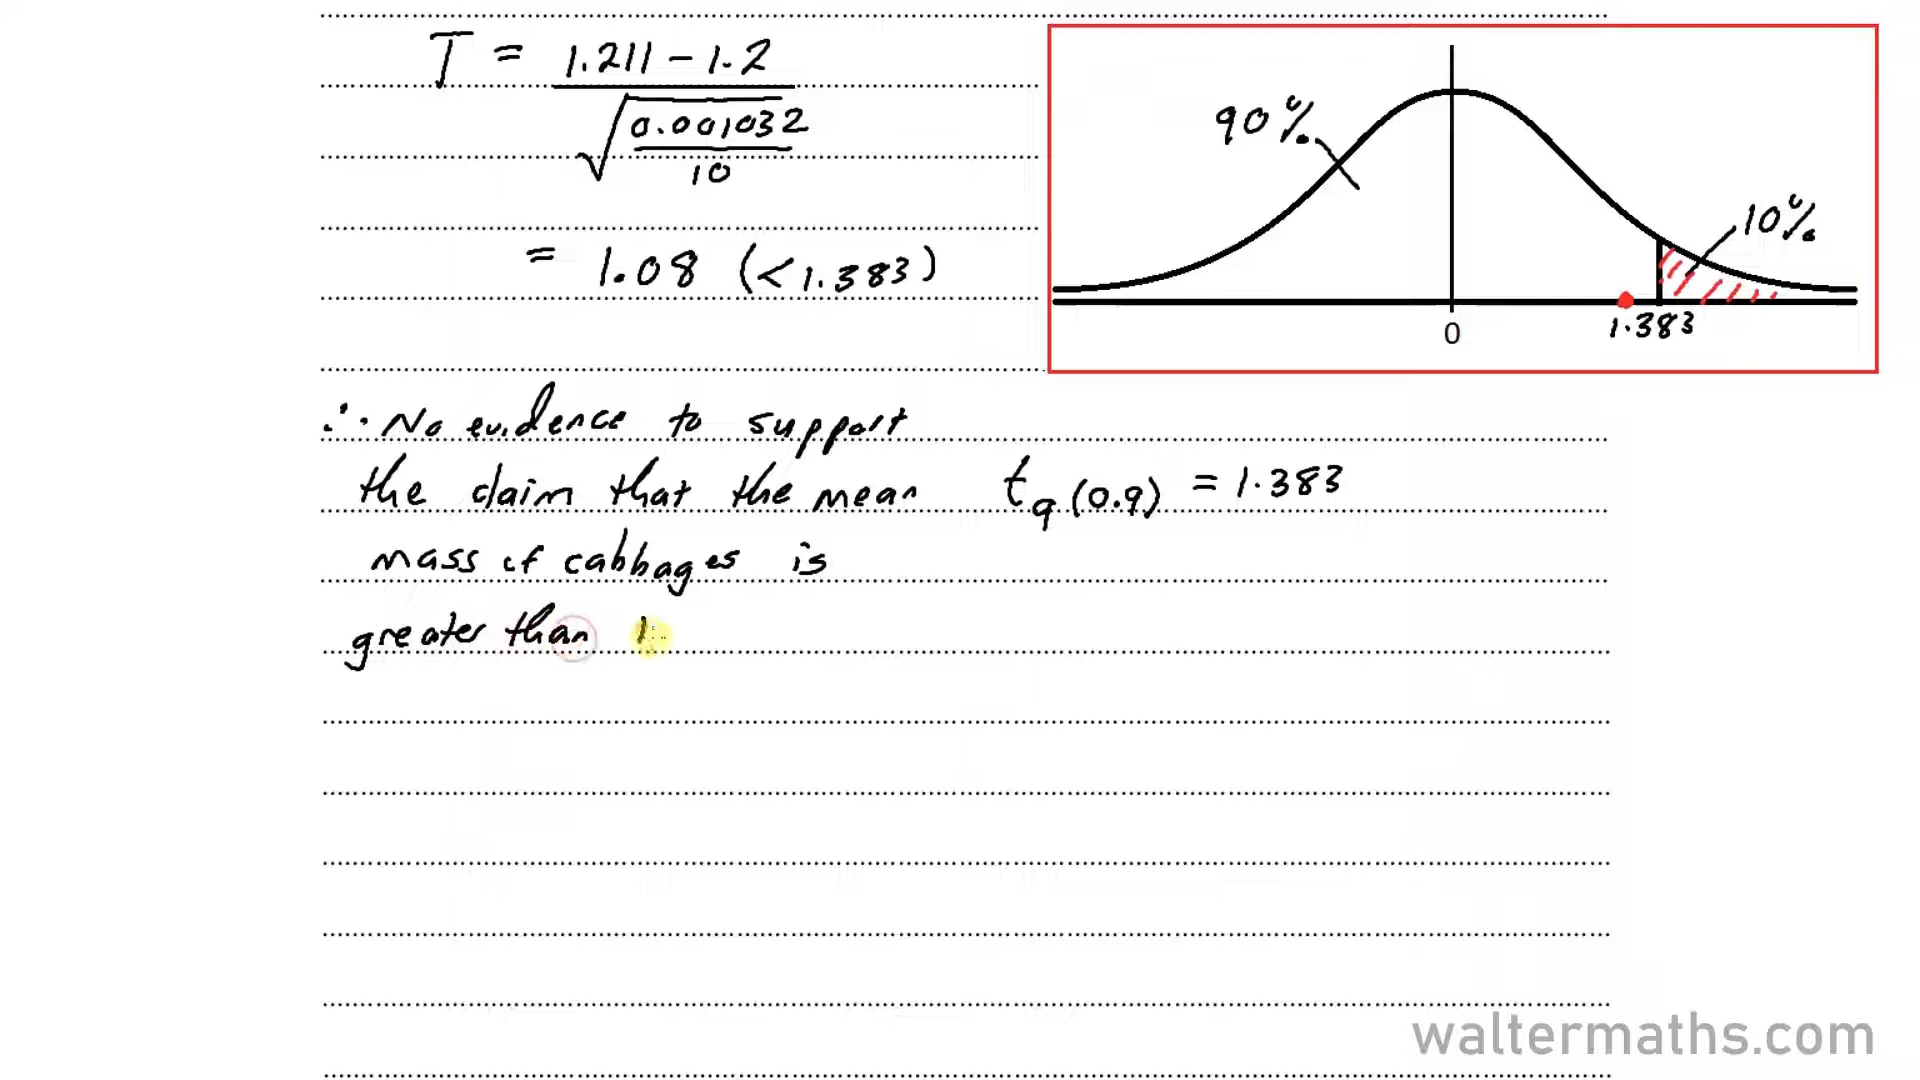 T = 1.211 - 1.2
√ 0.001032
10
= 1.08 (< 1.383)
90%
10%
0
1.383
∴ No evidence to support
the claim that the mean
t9 (0.9) = 1.383
mass of cabbages is
greater than 1.
waltermaths.com